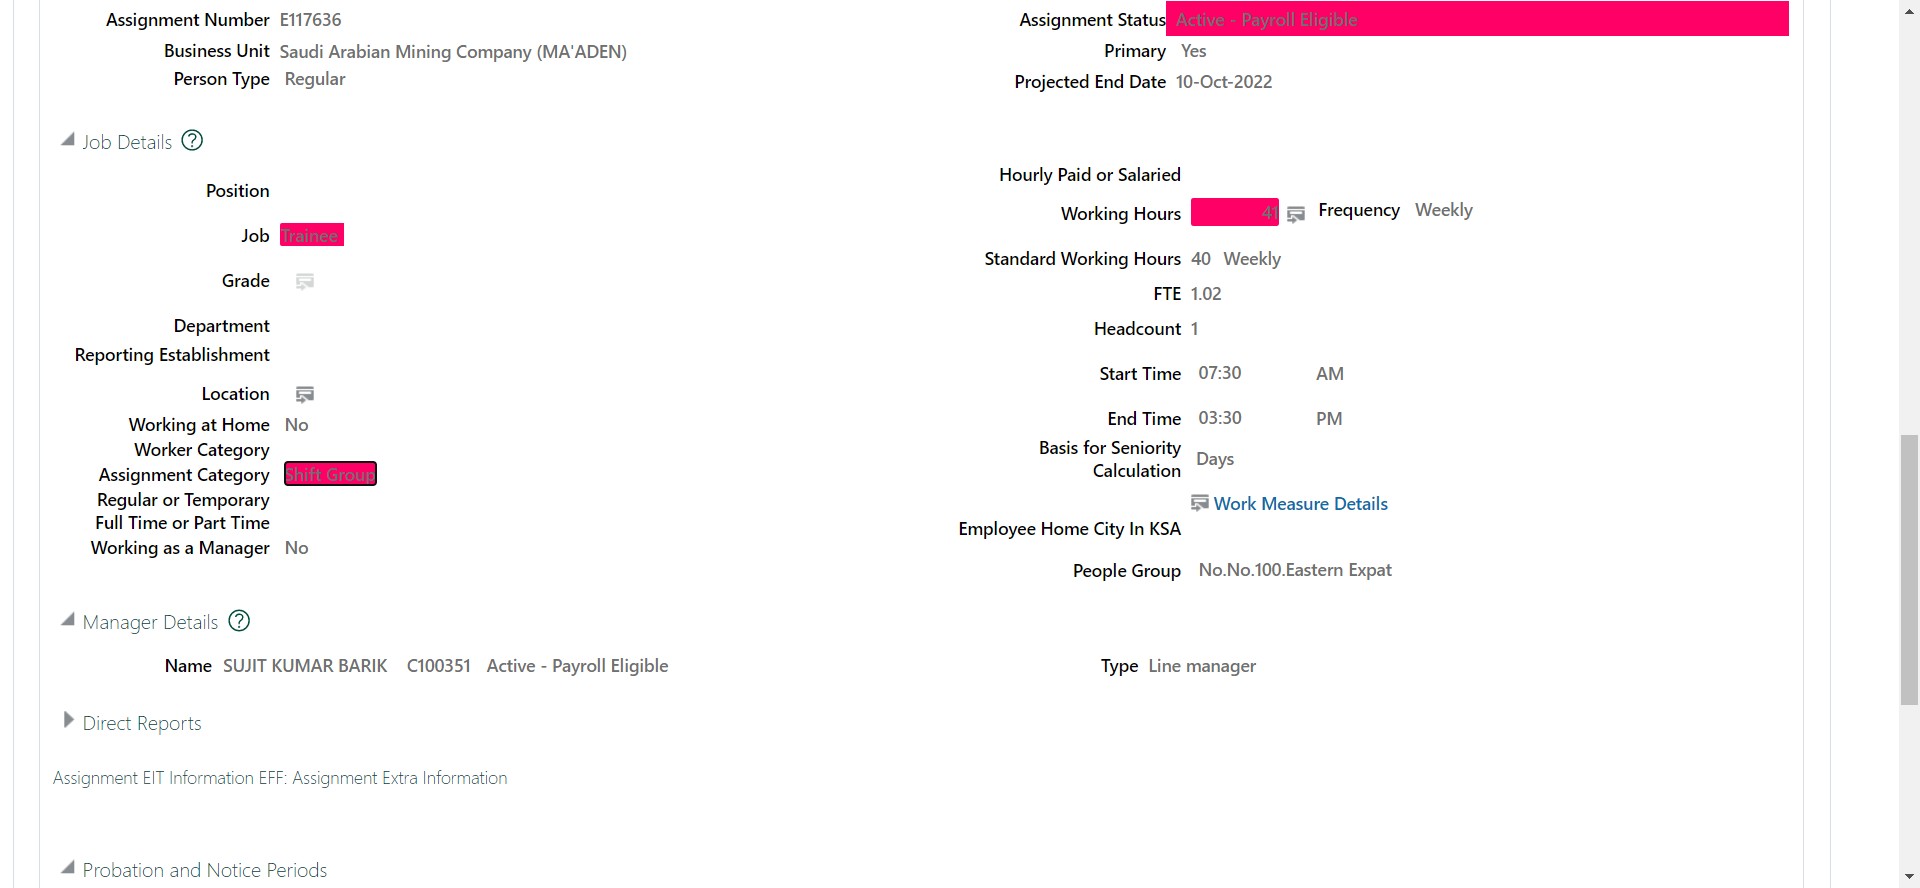 Assignment Number E117636
Assignment Status Active - Payroll Eligible
Business Unit Saudi Arabian Mining Company (MA'ADEN)
Primary Yes
Person Type Regular
Projected End Date 10-Oct-2022
Job Details ?
Position
Job Trainee
Grade
Department
Reporting Establishment
Location
Working at Home No
Worker Category
Assignment Category Shift Group
Regular or Temporary
Full Time or Part Time
Working as a Manager No
Hourly Paid or Salaried
Working Hours 41 Frequency Weekly
Standard Working Hours 40 Weekly
FTE 1.02
Headcount 1
Start Time 07:30 AM
End Time 03:30 PM
Basis for Seniority
Calculation Days
Work Measure Details
Employee Home City In KSA
People Group No.No.100.Eastern Expat
Manager Details ?
Name SUJIT KUMAR BARIK C100351 Active - Payroll Eligible
Type Line manager
Direct Reports
Assignment EIT Information EFF: Assignment Extra Information
Probation and Notice Periods